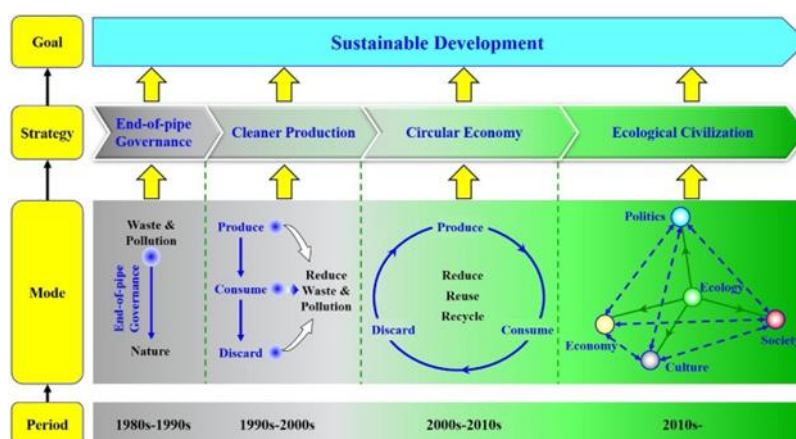 Goal
Sustainable Development
Strategy
End-of-pipe
Governance
Cleaner Production
Circular Economy
Ecological Civilization
Mode
Waste &
Pollution
End-of-pipe
Governance
Nature
Produce
Consume
Discard
Reduce
Waste &
Pollution
Produce
Reduce
Reuse
Recycle
Discard
Consume
Politics
Ecology
Economy
Society
Culture
Period
1980s-1990s
1990s-2000s
2000s-2010s
2010s-